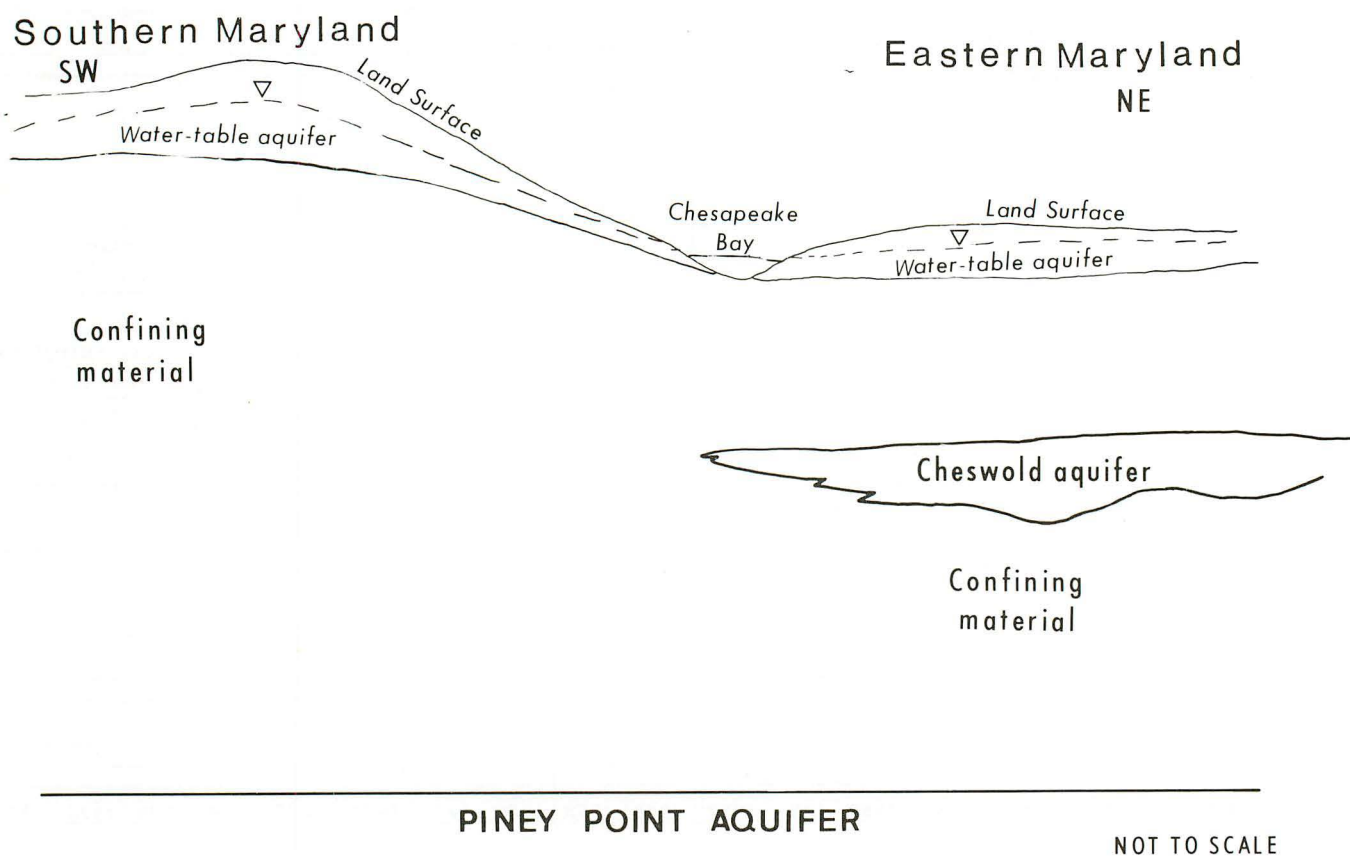 Southern Maryland
SW
Eastern Maryland
NE
Land Surface
Water-table aquifer
Chesapeake
Bay
Land Surface
Water-table aquifer
Confining
material
Cheswold aquifer
Confining
material
PINEY POINT AQUIFER
NOT TO SCALE